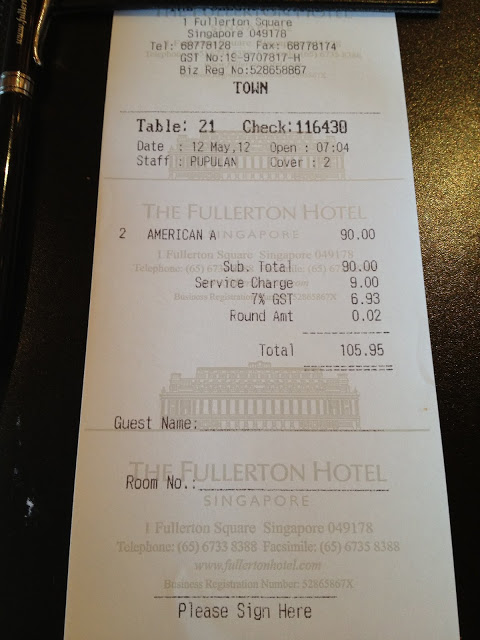 1 Fullerton Square
Singapore 049178
Tel: 68778128 Fax: 68778174
GST No:19-9707817-H
Biz Reg No:528658867
TOWN
Table: 21 Check:116430
Date : 12 May,12 Open : 07:04
Staff : PUPULAN Cover : 2
THE FULLERTON HOTEL
SINGAPORE
2 AMERICAN A 90.00
1 Fullerton Square Singapore 049178
Sub. Total 90.00
Telephone: (65) 6733 8388 Facsimile: (65)
Service Charge 9.00
7% GST 6.93
Business Registration 52865867X
Round Amt 0.02
Total 105.95
Guest Name:
THE FULLERTON HOTEL
Room No.:
SINGAPORE
1 Fullerton Square Singapore 049178
Telephone: (65) 6733 8388 Facsimile: (65) 6735 8388
www.fullertonhotel.com
Business Registration Number: 52865867X
Please Sign Here